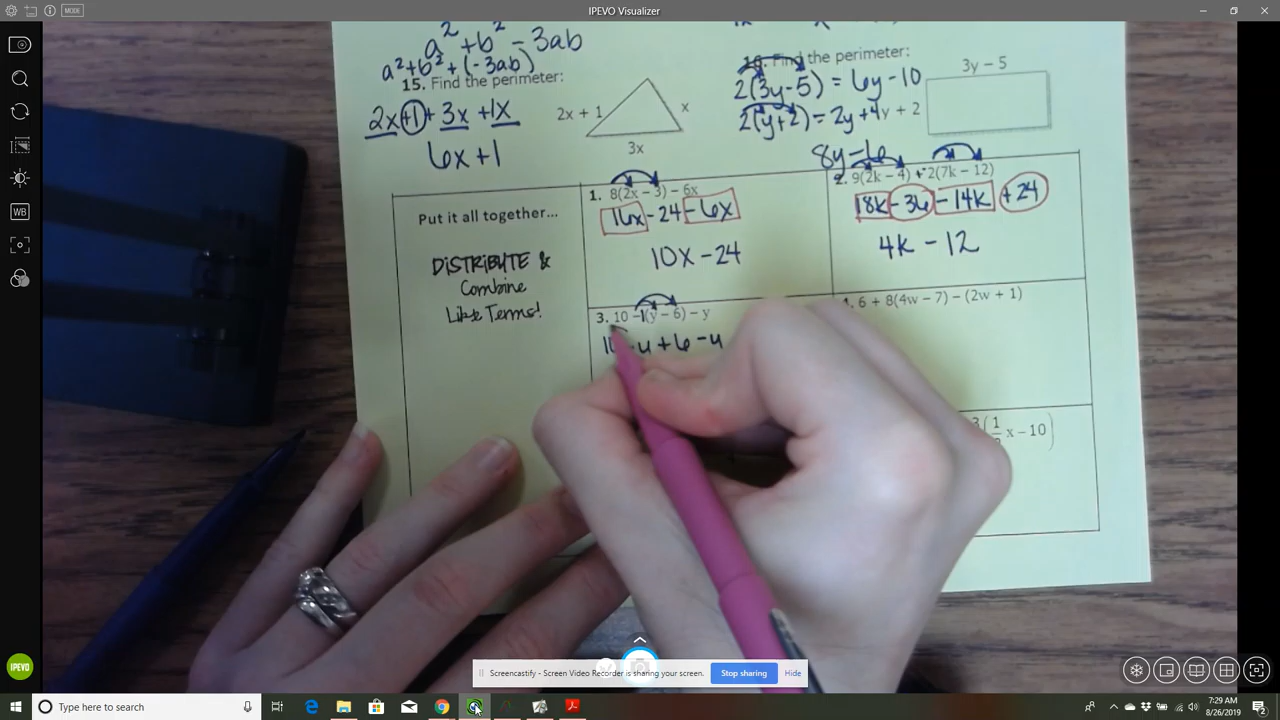 IPEVO Visualizer
a² + b² - 3ab
a² + b² + (-3ab)
15. Find the perimeter:
2x +1 + 3x + 1x
6x + 1
2x + 1
x
3x
16. Find the perimeter:
2(3y-5) = 6y - 10
2(y+2) = 2y + 4
y + 2
8y - 6
3y – 5
Put it all together...
DISTRIBUTE &
Combine
Like Terms!
1. 8(2x – 3) – 6x
16x - 24 - 6x
10x - 24
2. 9(2k – 4) + -2(7k – 12)
18k - 36 - 14k + 24
4k - 12
3. 10 -1(y – 6) – y
10 - y + 6 - y
4. 6 + 8(4w – 7) – (2w + 1)
x – 10)
WB
IPEVO
Screencastify - Screen Video Recorder is sharing your screen.
Stop sharing
Hide
Type here to search
7:29 AM
8/26/2019
2